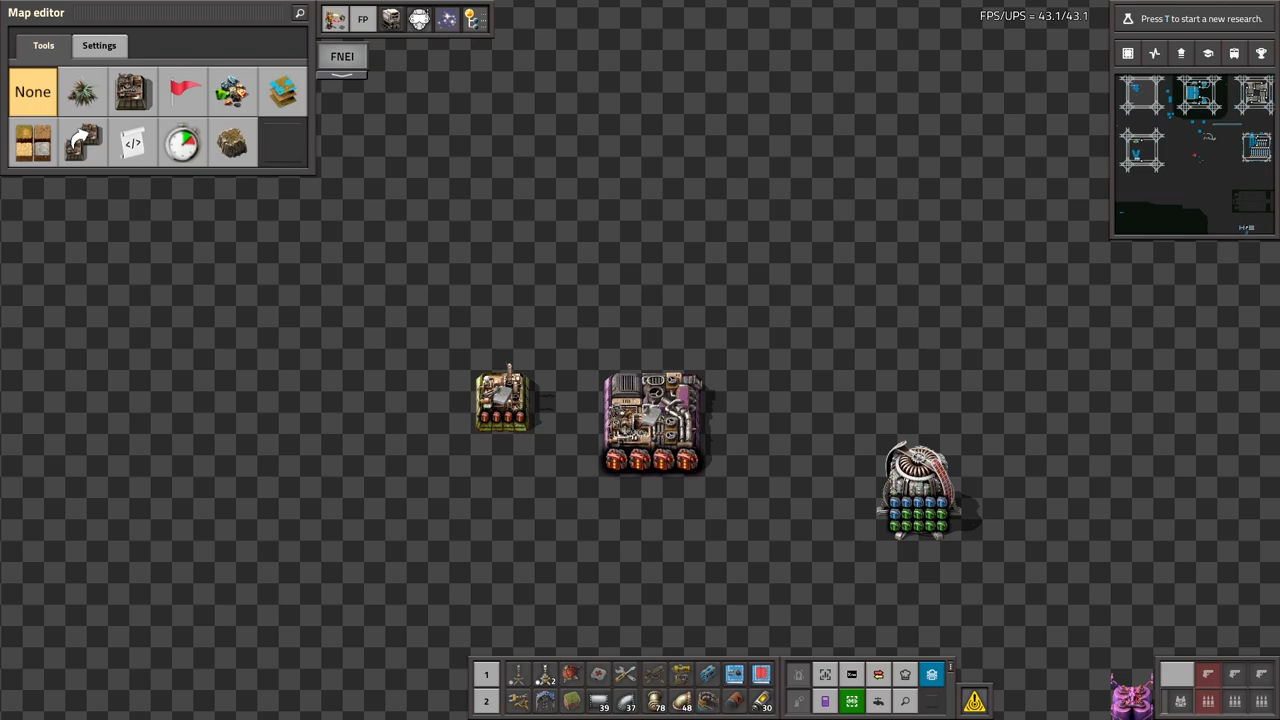 Map editor
FP
FPS/UPS = 43.1/43.1
Press T to start a new research.
Tools
Settings
FNEI
None
</>
1
2
2
39
37
78
48
30